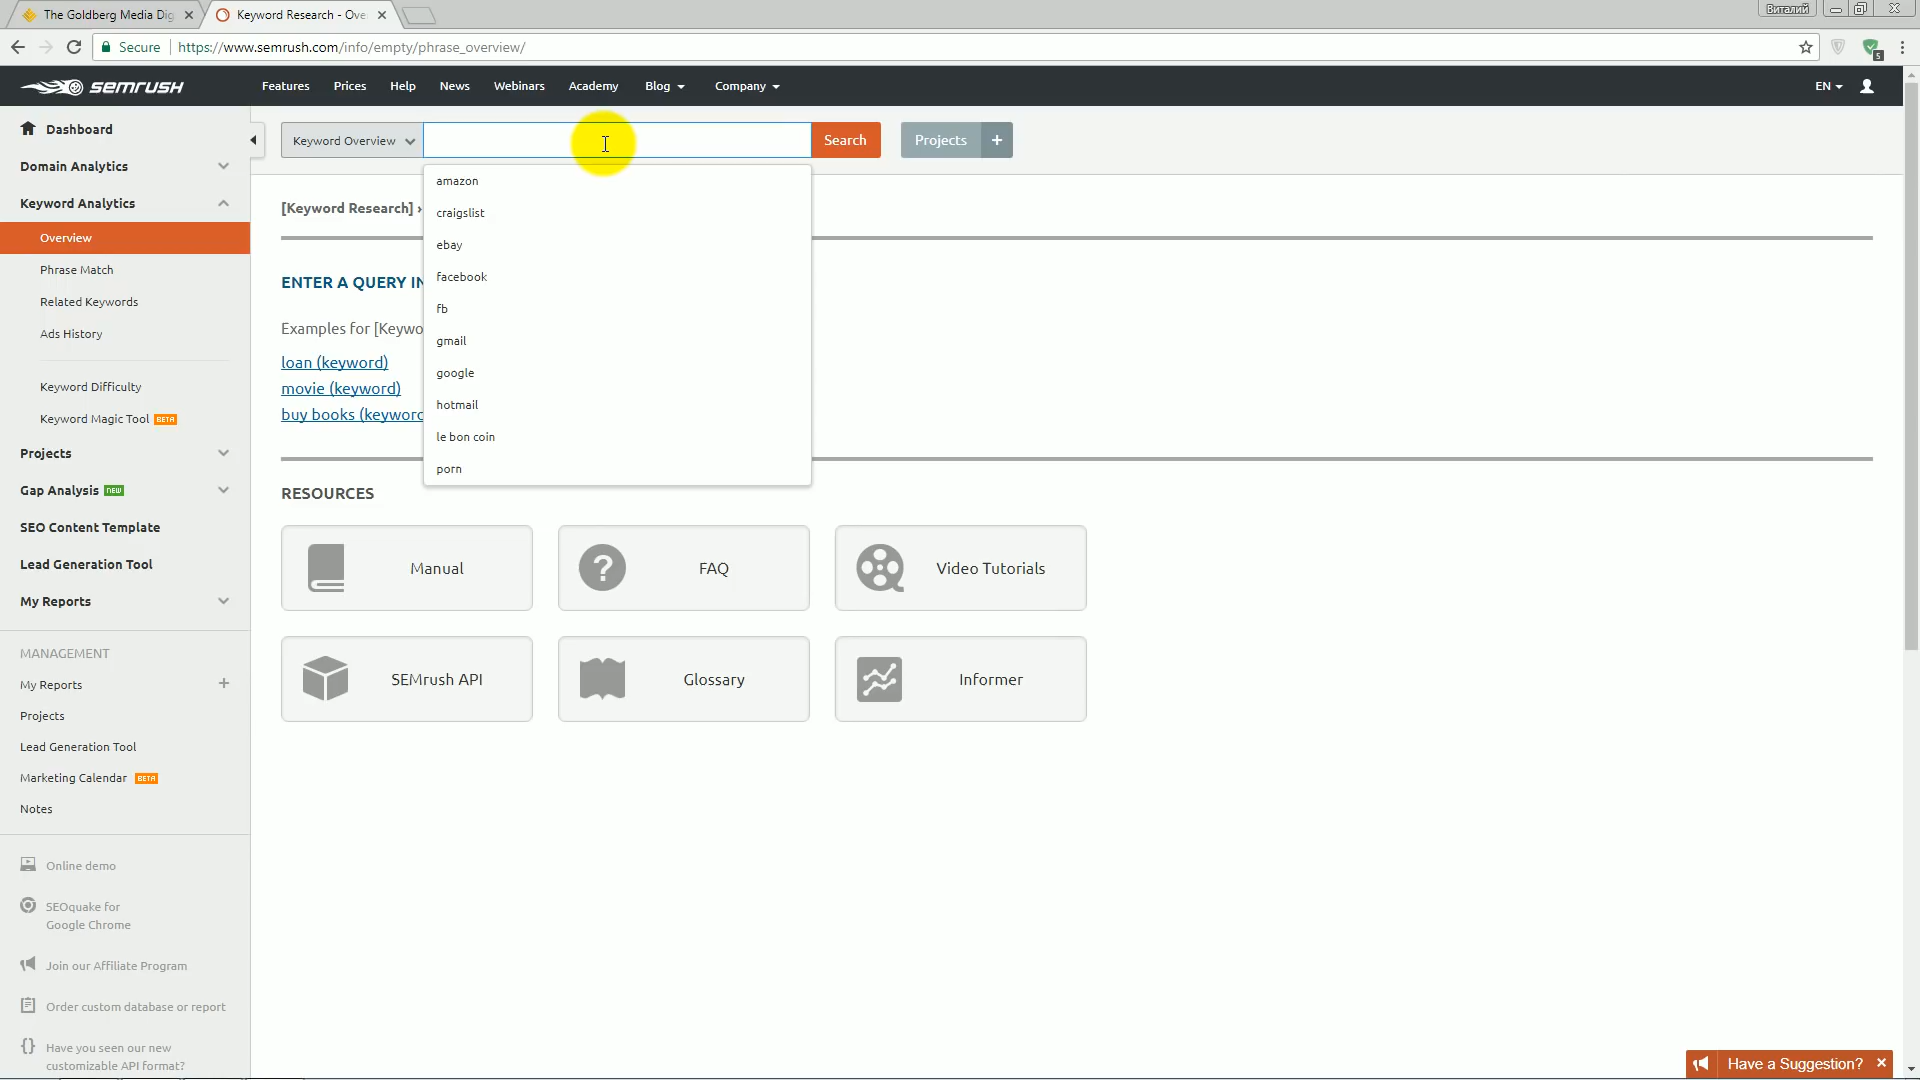 The Goldberg Media Dig
Keyword Research - Ove
Виталий
Secure
https://www.semrush.com/info/empty/phrase_overview/
5
SEMRUSH
Features
Prices
Help
News
Webinars
Academy
Blog
Company
EN
Dashboard
Domain Analytics
Keyword Analytics
Overview
Phrase Match
Related Keywords
Ads History
Keyword Difficulty
Keyword Magic Tool BETA
Projects
Gap Analysis NEW
SEO Content Template
Lead Generation Tool
My Reports
MANAGEMENT
My Reports +
Projects
Lead Generation Tool
Marketing Calendar BETA
Notes
Online demo
SEOquake for
Google Chrome
Join our Affiliate Program
Order custom database or report
Have you seen our new
customizable API format?
Keyword Overview
Search
Projects +
amazon
craigslist
ebay
facebook
fb
gmail
google
hotmail
le bon coin
porn
[Keyword Research] ›
ENTER A QUERY IN
Examples for [Keywo
loan (keyword)
movie (keyword)
buy books (keyword
RESOURCES
Manual
FAQ
Video Tutorials
SEMrush API
Glossary
Informer
Have a Suggestion?